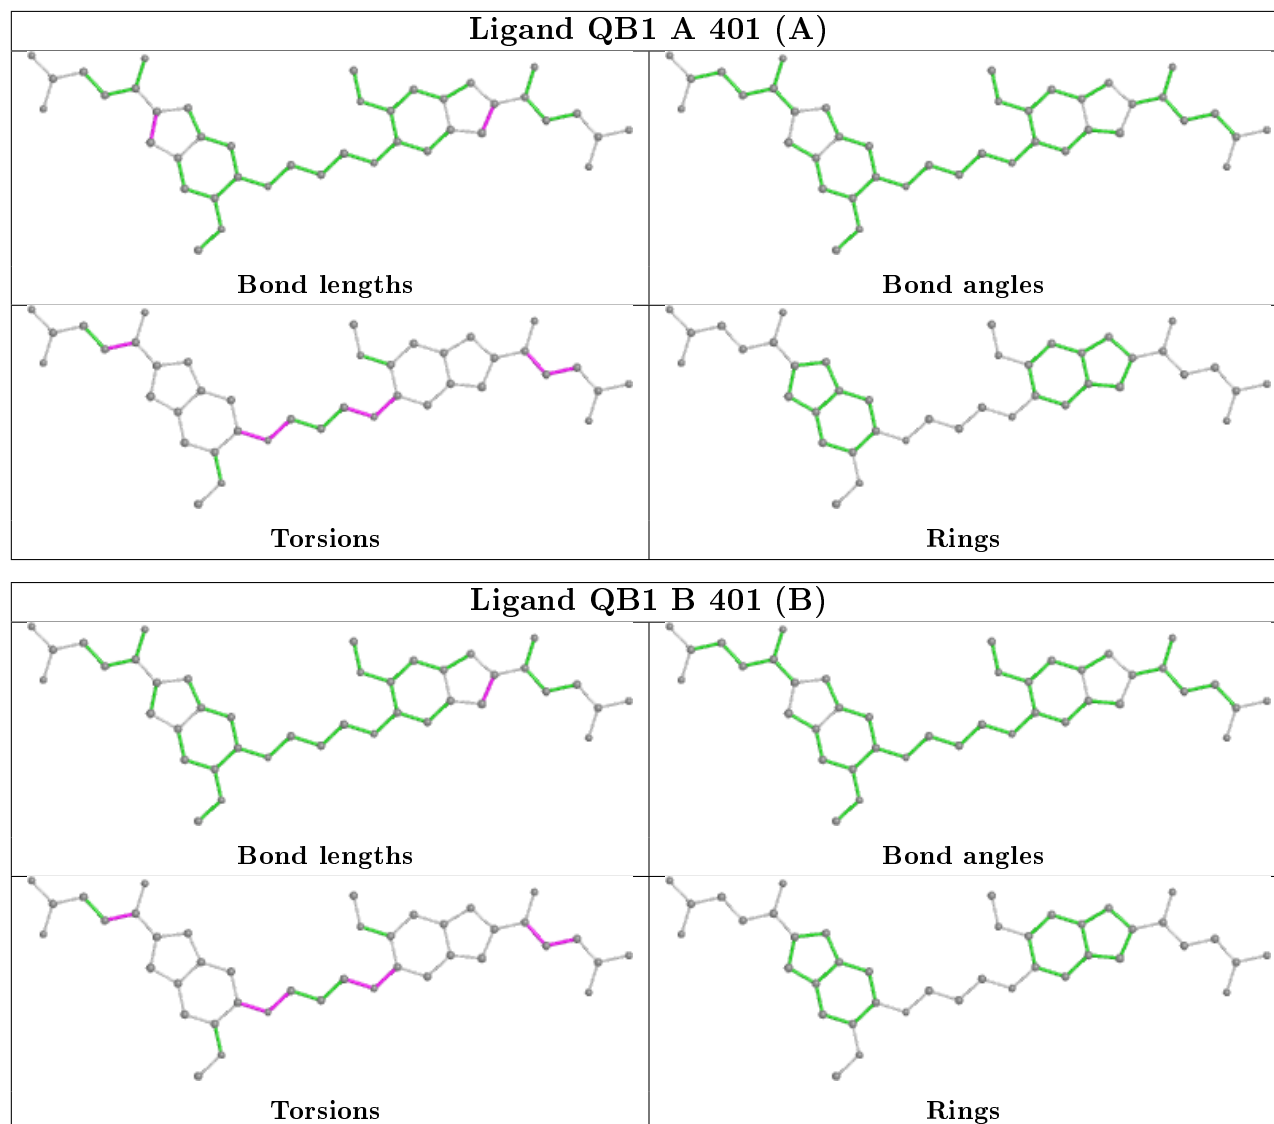 Ligand QB1 A 401 (A)
Bond lengths
Bond angles
Torsions
Rings
Ligand QB1 B 401 (B)
Bond lengths
Bond angles
Torsions
Rings